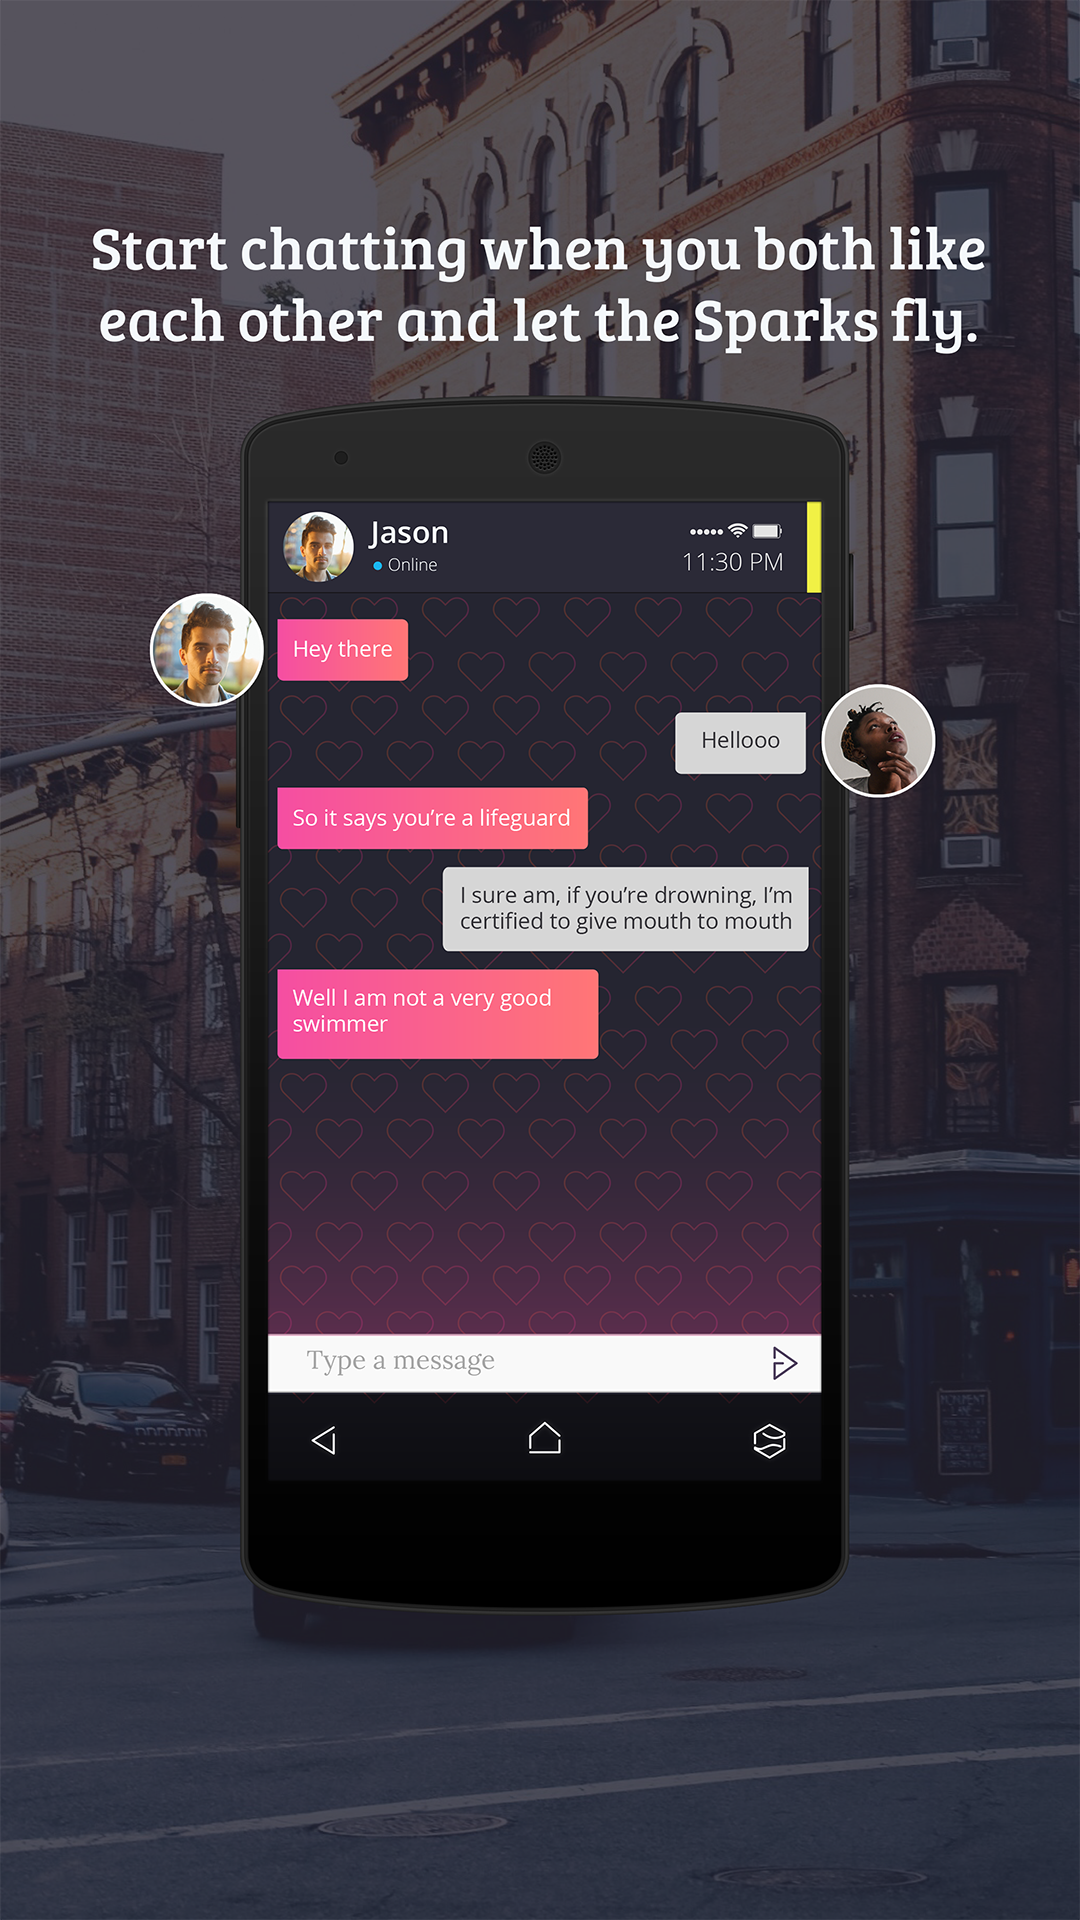 Start chatting when you both like
each other and let the Sparks fly.
Jason
Online
11:30 PM
Hey there
Hellooo
So it says you’re a lifeguard
I sure am, if you’re drowning, I’m
certified to give mouth to mouth
Well I am not a very good
swimmer
Type a message